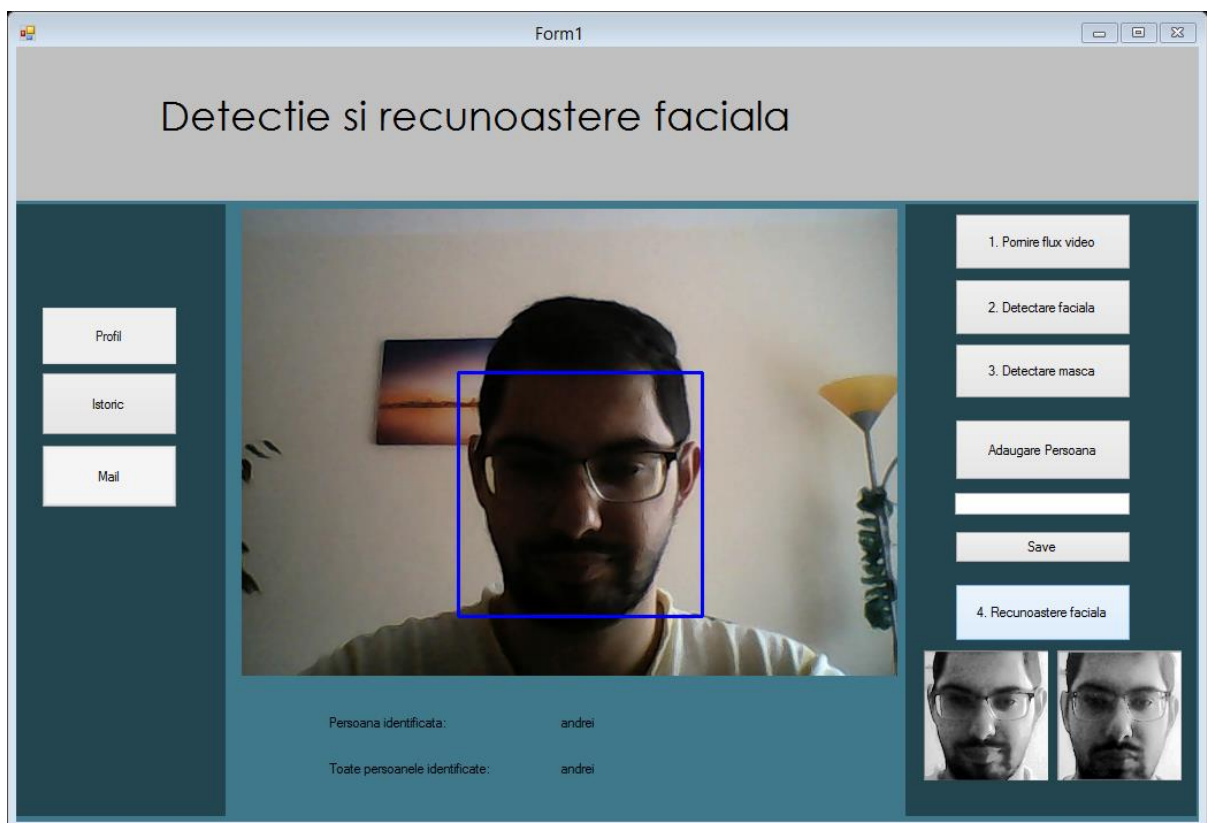 Form1
Detectie si recunoastere faciala
Profil
Istoric
Mail
1. Pornire flux video
2. Detectare faciala
3. Detectare masca
Adaugare Persoana
Save
4. Recunoastere faciala
Persoana identificata: andrei
Toate persoanele identificate: andrei